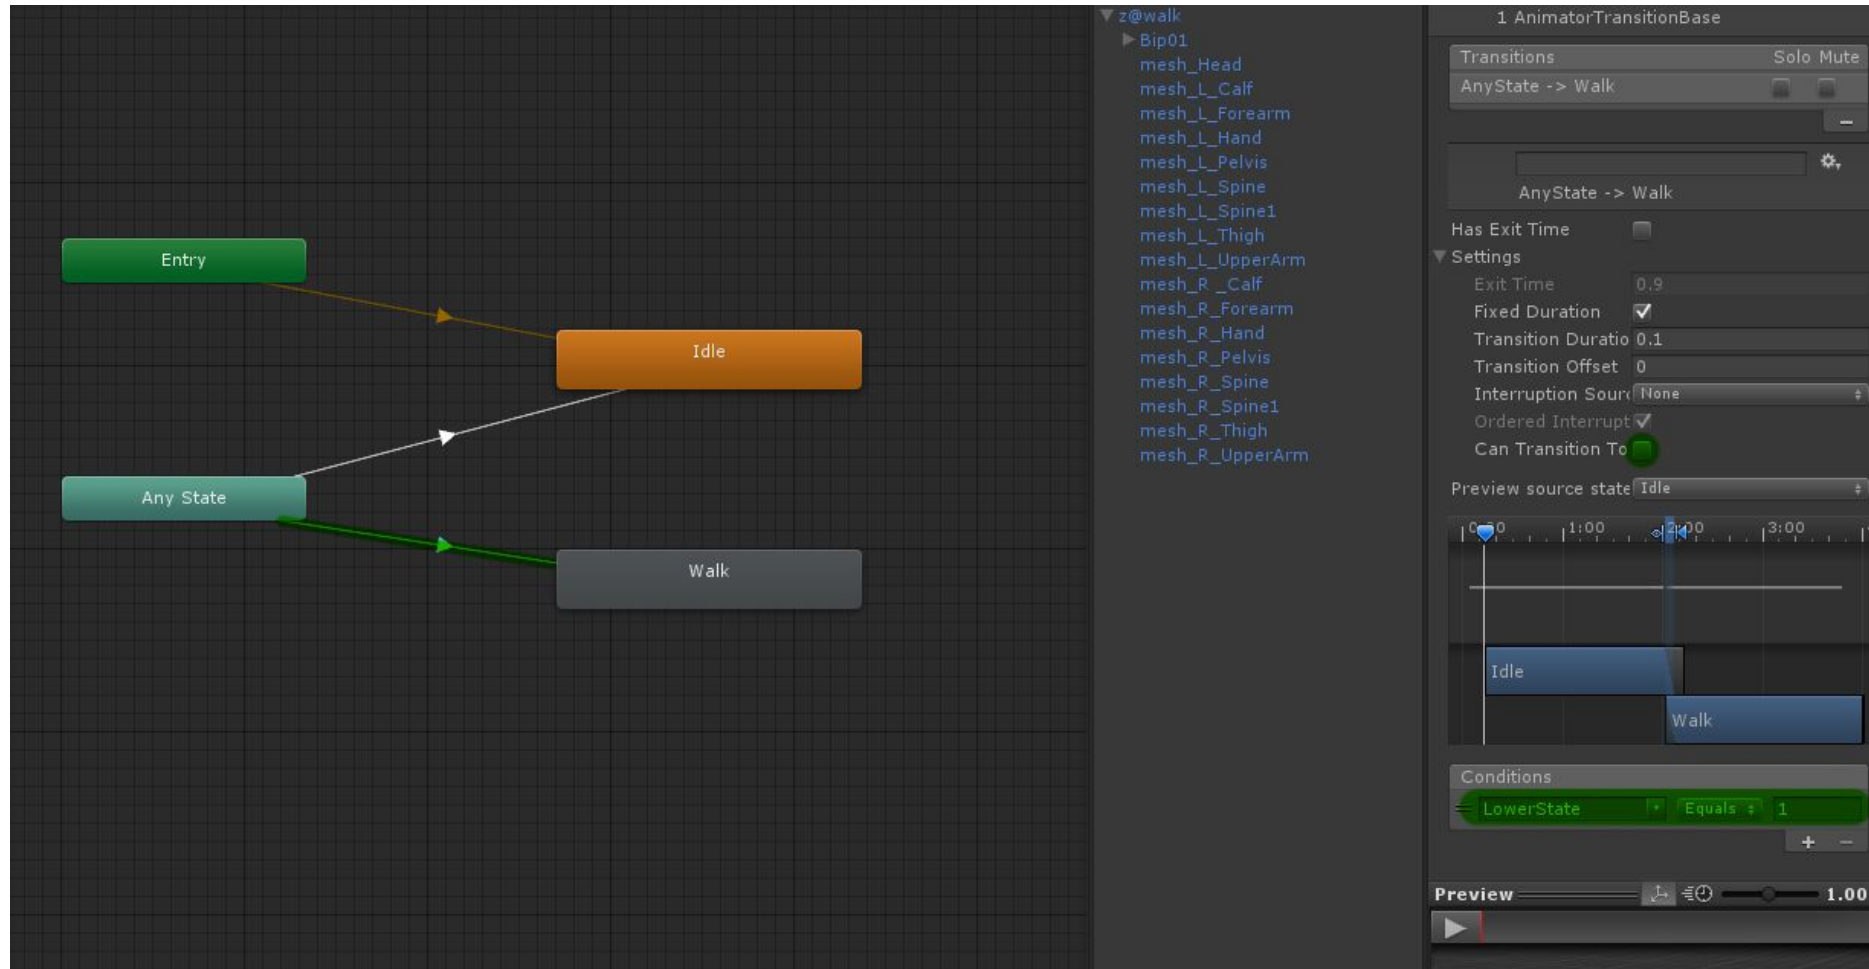 Entry
Idle
Any State
Walk
z@walk
Bip01
mesh_Head
mesh_L_Calf
mesh_L_Forearm
mesh_L_Hand
mesh_L_Pelvis
mesh_L_Spine
mesh_L_Spine1
mesh_L_Thigh
mesh_L_UpperArm
mesh_R _Calf
mesh_R_Forearm
mesh_R_Hand
mesh_R_Pelvis
mesh_R_Spine
mesh_R_Spine1
mesh_R_Thigh
mesh_R_UpperArm
1 AnimatorTransitionBase
Transitions Solo Mute
AnyState -> Walk
AnyState -> Walk
Has Exit Time
Settings
Exit Time 0.9
Fixed Duration
Transition Duratio 0.1
Transition Offset 0
Interruption Sour None
Ordered Interrupt
Can Transition To
Preview source state Idle
1:00 2:00 3:00
Idle
Walk
Conditions
LowerState Equals 1
Preview 1.00